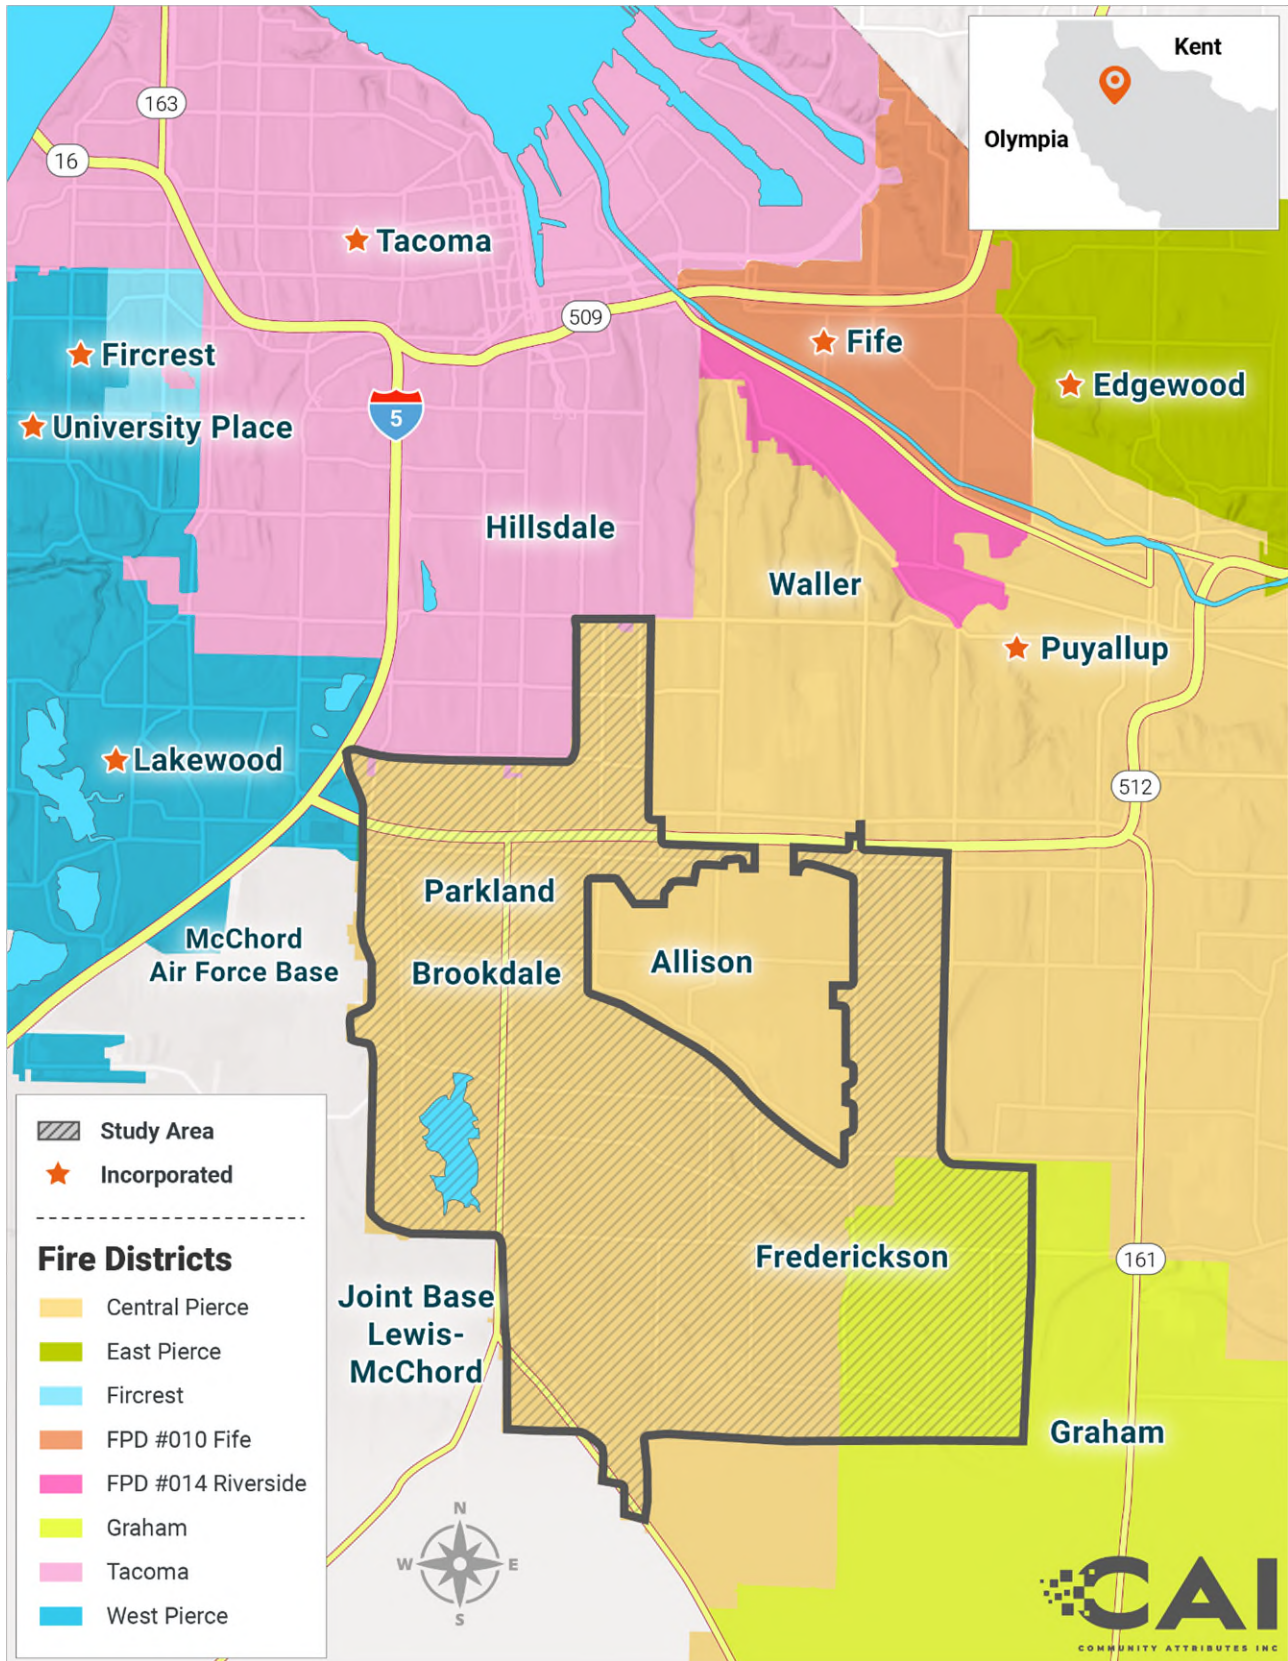 Kent
Olympia
163
16
Tacoma
509
Fife
Fircrest
Edgewood
5
University Place
Hillsdale
Waller
Puyallup
Lakewood
512
Parkland
McChord
Air Force Base
Allison
Brookdale
Study Area
Incorporated
Fire Districts
Central Pierce
East Pierce
Fircrest
FPD #010 Fife
FPD #014 Riverside
Graham
Tacoma
West Pierce
Frederickson
161
Joint Base
Lewis-
McChord
Graham
N
W
E
S
CAI
COMMUNITY ATTRIBUTES INC